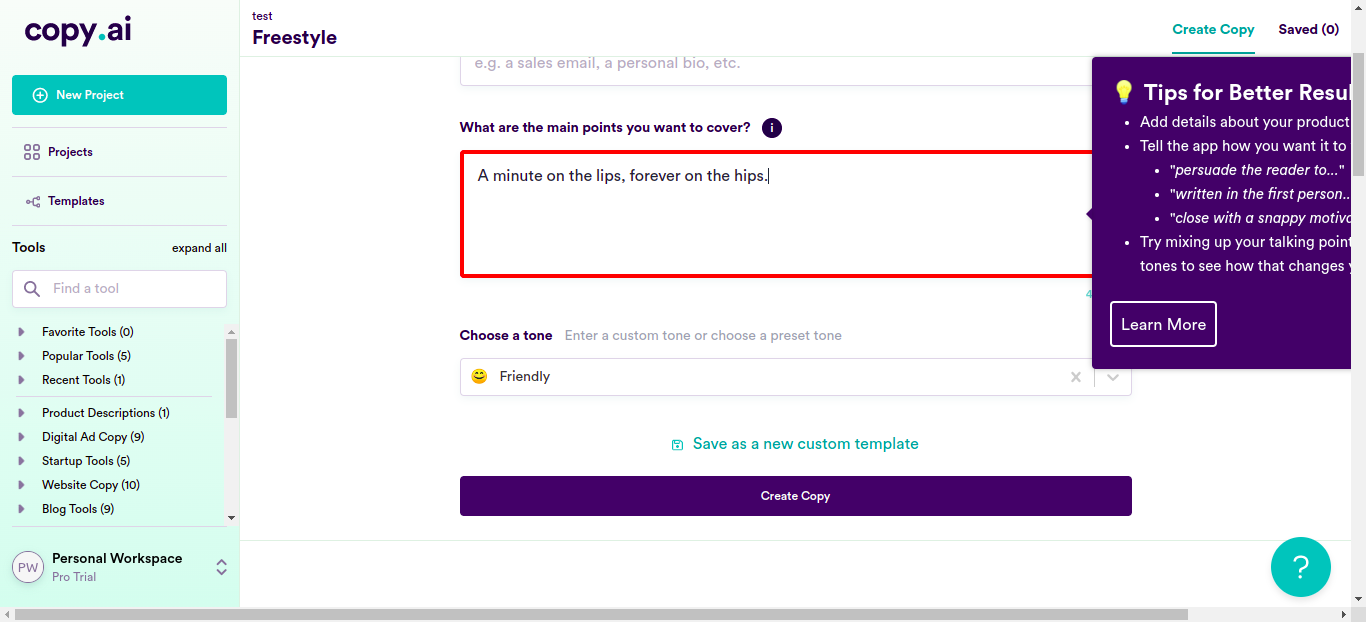 copy.ai
New Project
Projects
Templates
Tools
expand all
Find a tool
Favorite Tools (0)
Popular Tools (5)
Recent Tools (1)
Product Descriptions (1)
Digital Ad Copy (9)
Startup Tools (5)
Website Copy (10)
Blog Tools (9)
PW
Personal Workspace
Pro Trial
test
Freestyle
Create Copy
Saved (0)
e.g. a sales email, a personal bio, etc.
What are the main points you want to cover?
i
A minute on the lips, forever on the hips.
4
Choose a tone
Enter a custom tone or choose a preset tone
Friendly
Save as a new custom template
Create Copy
Tips for Better Resu
Add details about your product
Tell the app how you want it to
"persuade the reader to..."
"written in the first person..
"close with a snappy motiva
Try mixing up your talking point
tones to see how that changes
Learn More
?